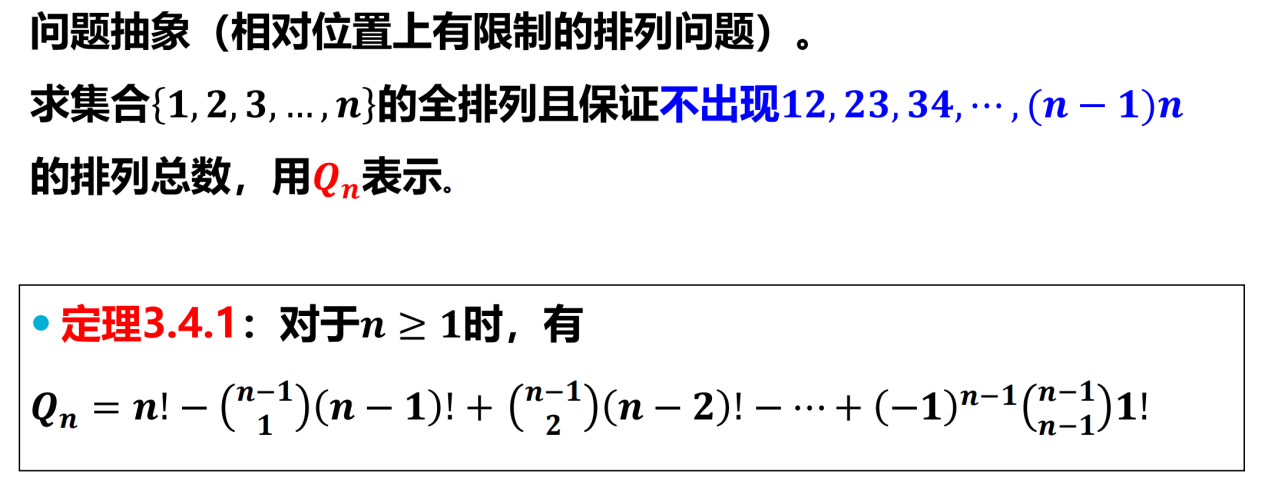 问题抽象（相对位置上有限制的排列问题）。
求集合{1, 2, 3, … , n}的全排列且保证不出现12, 23, 34, ⋯ , (n − 1)n
的排列总数，用Qₙ表示.
• 定理3.4.1：对于n ≥ 1时，有
Qₙ = n! − \binom{n−1}{1}(n − 1)! + \binom{n−1}{2}(n − 2)! − ⋯ + (−1)ⁿ⁻¹\binom{n−1}{n−1}1!